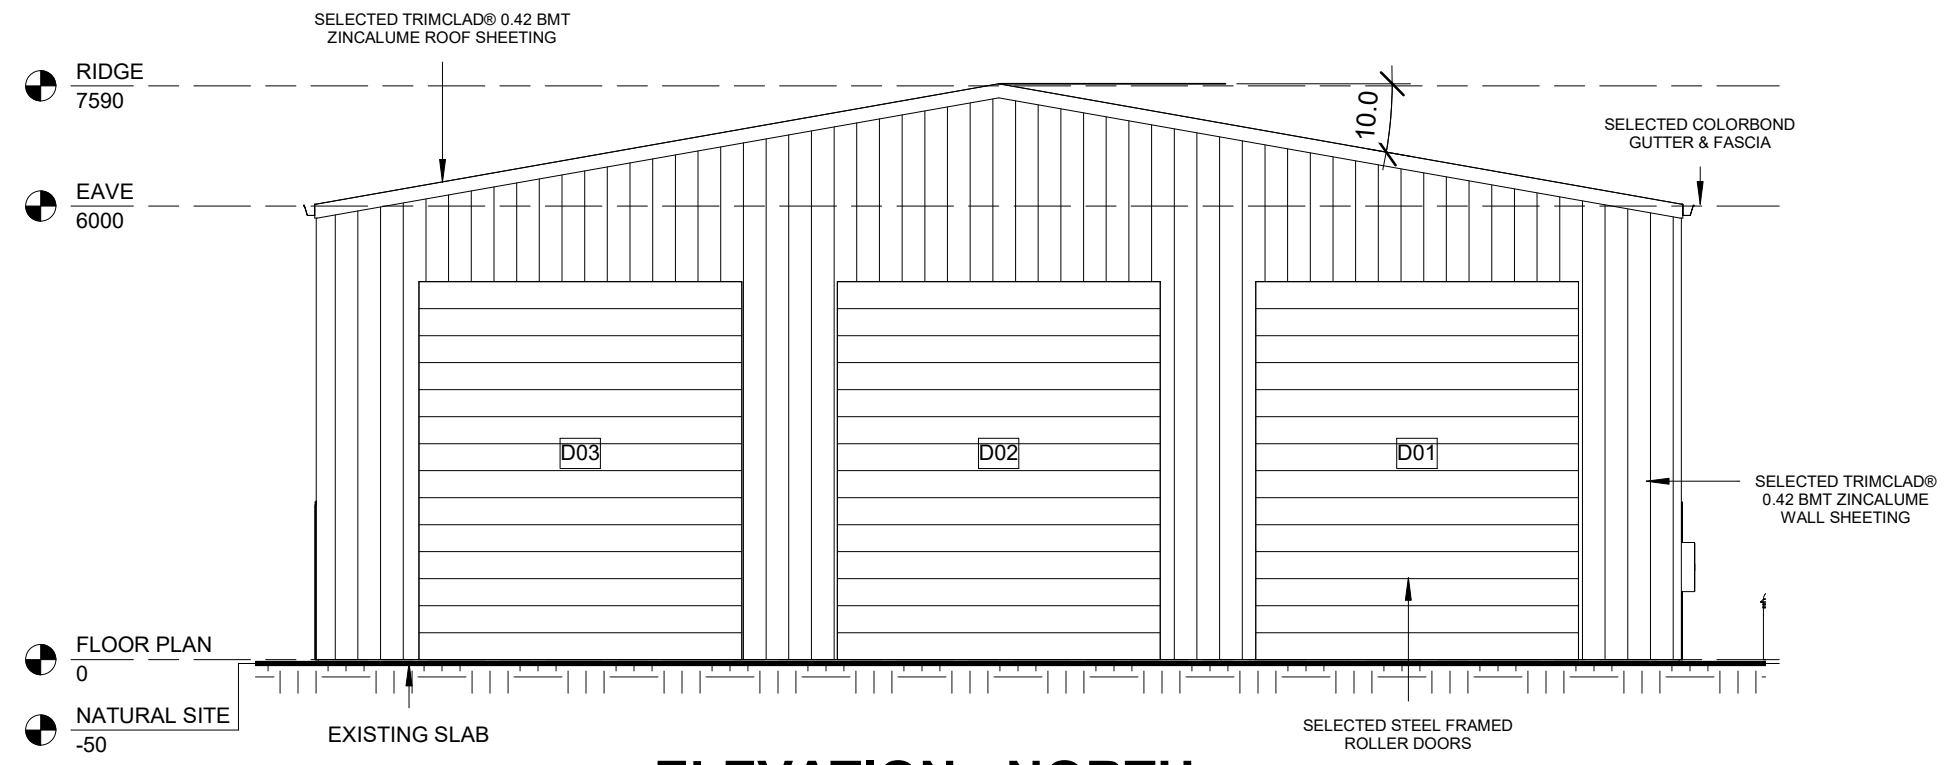 SELECTED TRIMCLAD® 0.42 BMT
ZINCALUME ROOF SHEETING
RIDGE
7590
10.0
SELECTED COLORBOND
GUTTER & FASCIA
EAVE
6000
D03
D02
D01
SELECTED TRIMCLAD®
0.42 BMT ZINCALUME
WALL SHEETING
FLOOR PLAN
0
NATURAL SITE
-50
EXISTING SLAB
SELECTED STEEL FRAMED
ROLLER DOORS
ELEVATION - NORTH